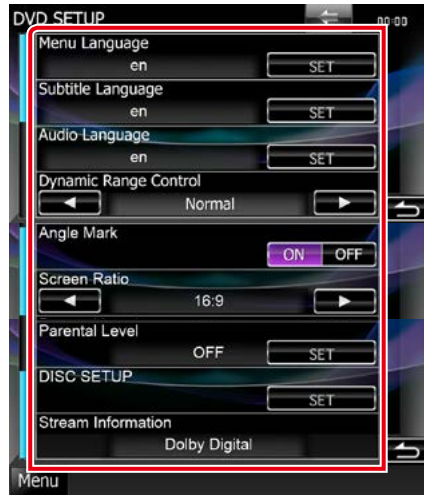 DVD SETUP
00:00
Menu Language
en SET
Subtitle Language
en SET
Audio Language
en SET
Dynamic Range Control
Normal
Angle Mark
ON OFF
Screen Ratio
16:9
Parental Level
OFF SET
DISC SETUP
SET
Stream Information
Dolby Digital
Menu